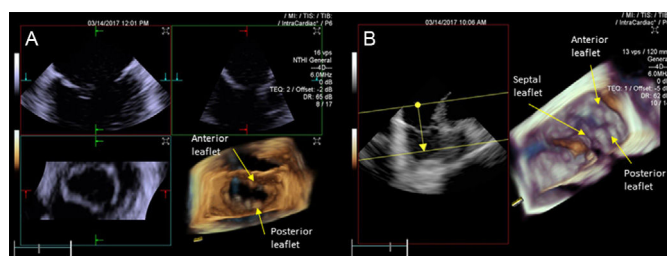 A
03/14/2017 12:01 PM
/ MI: / TIS: / TIB:
/ IntraCardiac* / P6
16 vps
NTHI General
—4D—
6.0MHz
0 dB
TEQ: 2 / Offset: -2 dB
DR: 65 dB
8 / 17
Anterior
leaflet
Posterior
leaflet
B
03/14/2017 10:06 AM
/ MI: / TIS: / TIB:
/ IntraCardiac* / P6
13 vps / 120 mm
General
—4D—
6.0MHz
0 dB
TEQ: 1 / Offset: -5 d
DR: 62 d
10 / 1
Anterior
leaflet
Septal
leaflet
Posterior
leaflet